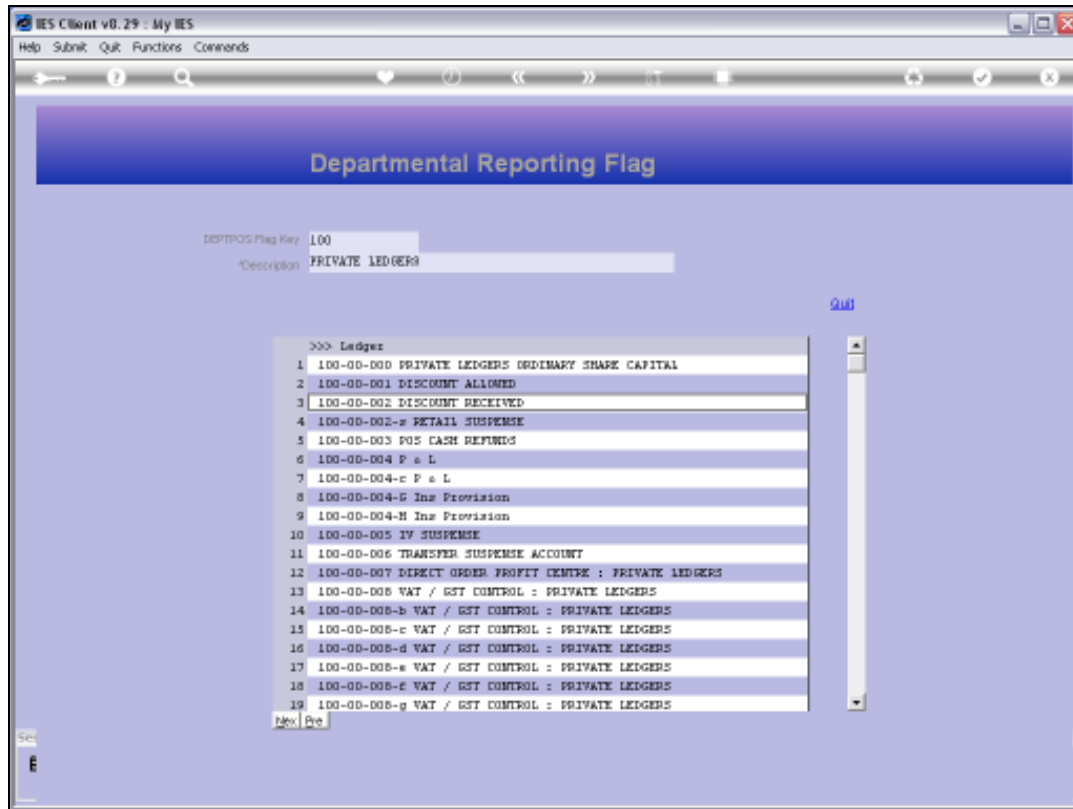 IES Client v8.29 : My IES
Help Submit Quit Functions Commands
Departmental Reporting Flag
DEPTPOS Flag Key 100
*Description PRIVATE LEDGERS
Quit
>>> Ledger
1 100-00-000 PRIVATE LEDGERS ORDINARY SHARE CAPITAL
2 100-00-001 DISCOUNT ALLOWED
3 100-00-002 DISCOUNT RECEIVED
4 100-00-002-z RETAIL SUSPENSE
5 100-00-003 POS CASH REFUNDS
6 100-00-004 P & L
7 100-00-004-c P & L
8 100-00-004-G Ins Provision
9 100-00-004-M Ins Provision
10 100-00-005 IV SUSPENSE
11 100-00-006 TRANSFER SUSPENSE ACCOUNT
12 100-00-007 DIRECT ORDER PROFIT CENTRE : PRIVATE LEDGERS
13 100-00-008 VAT / GST CONTROL : PRIVATE LEDGERS
14 100-00-008-b VAT / GST CONTROL : PRIVATE LEDGERS
15 100-00-008-c VAT / GST CONTROL : PRIVATE LEDGERS
16 100-00-008-d VAT / GST CONTROL : PRIVATE LEDGERS
17 100-00-008-e VAT / GST CONTROL : PRIVATE LEDGERS
18 100-00-008-f VAT / GST CONTROL : PRIVATE LEDGERS
19 100-00-008-g VAT / GST CONTROL : PRIVATE LEDGERS
Nex Pre